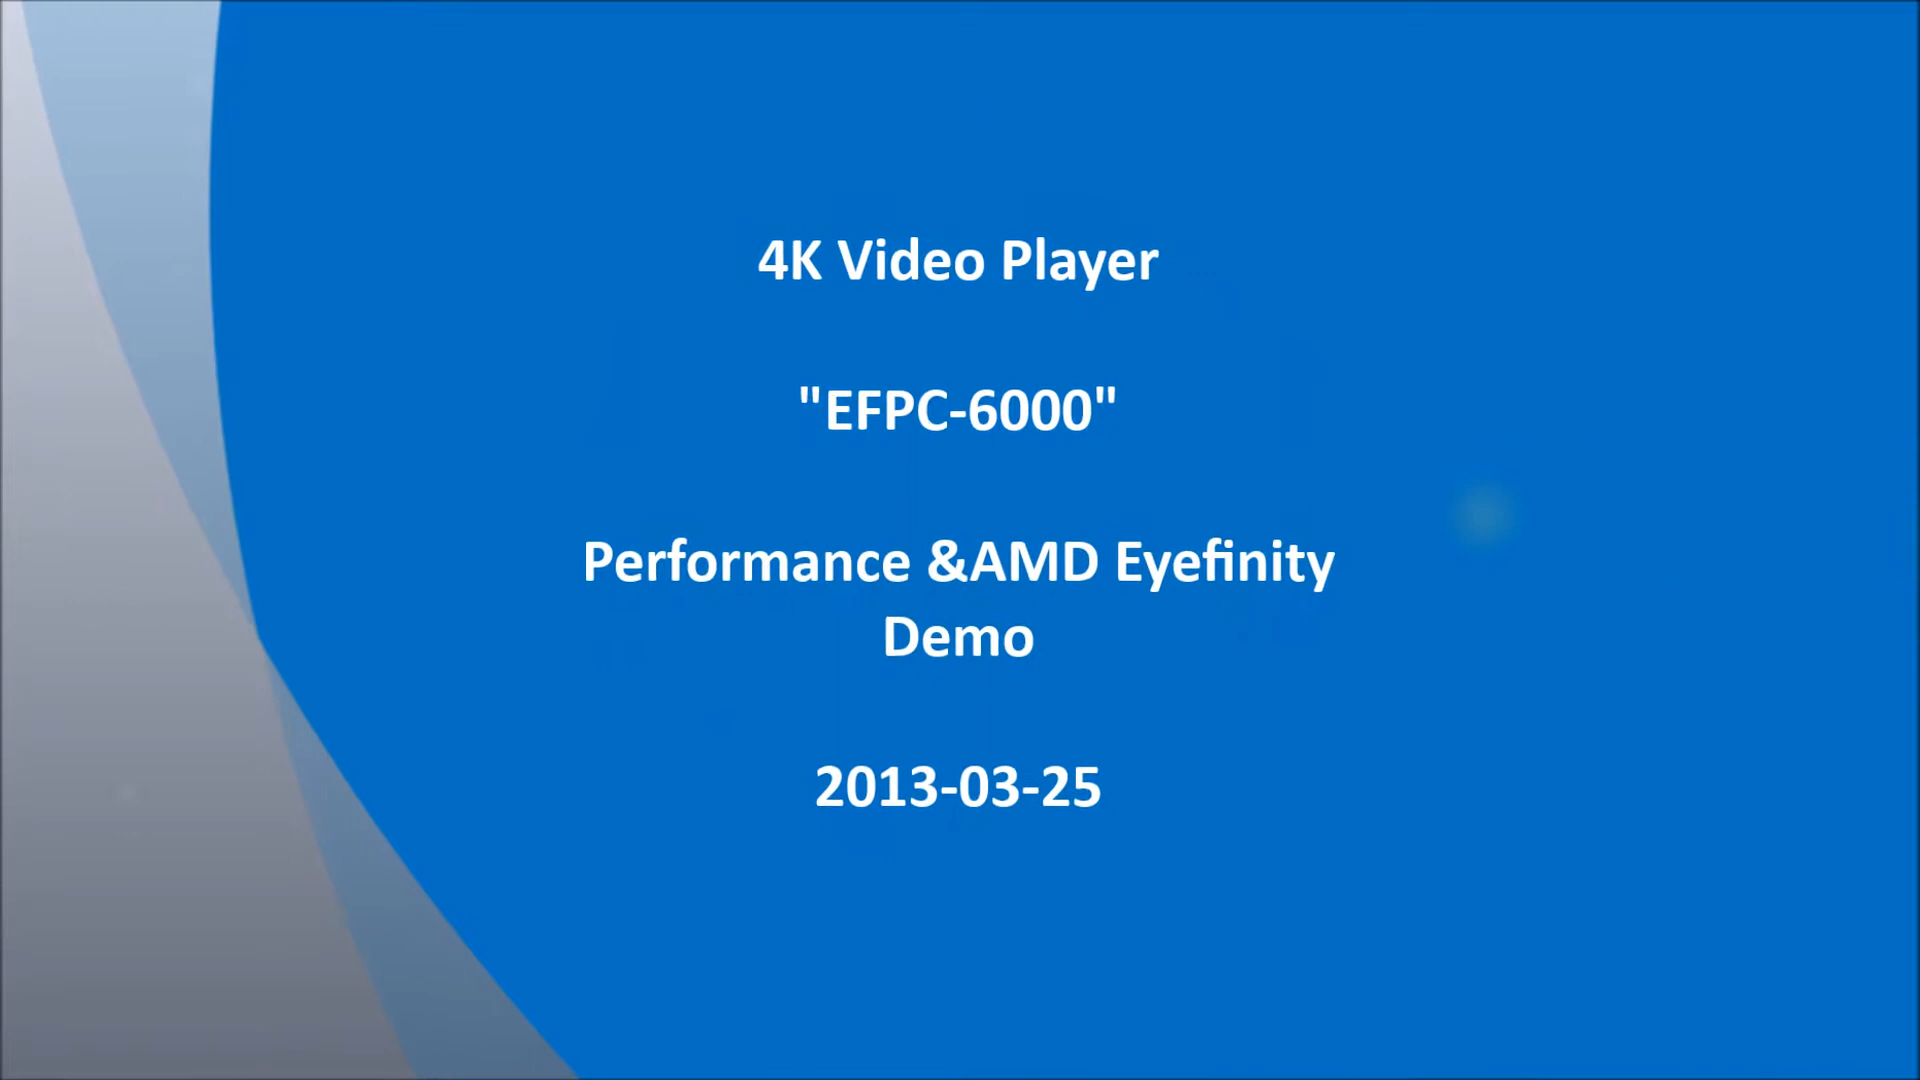 4K Video Player
"EFPC-6000"
Performance &AMD Eyefinity
Demo
2013-03-25